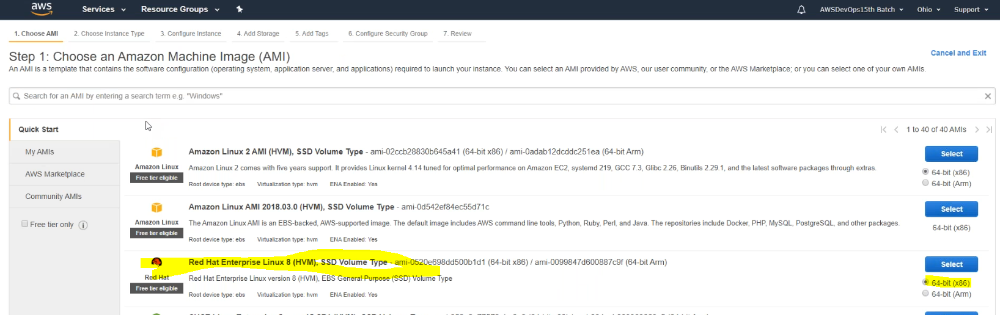 aws Services Resource Groups AWSDevOps15th Batch Ohio Support
1. Choose AMI 2. Choose Instance Type 3. Configure Instance 4. Add Storage 5. Add Tags 6. Configure Security Group 7. Review
Step 1: Choose an Amazon Machine Image (AMI)
Cancel and Exit
An AMI is a template that contains the software configuration (operating system, application server, and applications) required to launch your instance. You can select an AMI provided by AWS, our user community, or the AWS Marketplace; or you can select one of your own AMIs.
Search for an AMI by entering a search term e.g. "Windows"
Quick Start
My AMIs
AWS Marketplace
Community AMIs
Free tier only
1 to 40 of 40 AMIs
Amazon Linux
Free tier eligible
Amazon Linux 2 AMI (HVM), SSD Volume Type - ami-02ccb28830b645a41 (64-bit x86) / ami-0adab12dcddc251ea (64-bit Arm)
Amazon Linux 2 comes with five years support. It provides Linux kernel 4.14 tuned for optimal performance on Amazon EC2, systemd 219, GCC 7.3, Glibc 2.26, Binutils 2.29.1, and the latest software packages through extras.
Root device type: ebs Virtualization type: hvm ENA Enabled: Yes
Select
64-bit (x86)
64-bit (Arm)
Amazon Linux
Free tier eligible
Amazon Linux AMI 2018.03.0 (HVM), SSD Volume Type - ami-0d542ef84ec55d71c
The Amazon Linux AMI is an EBS-backed, AWS-supported image. The default image includes AWS command line tools, Python, Ruby, Perl, and Java. The repositories include Docker, PHP, MySQL, PostgreSQL, and other packages.
Root device type: ebs Virtualization type: hvm ENA Enabled: Yes
Select
64-bit (x86)
Red Hat
Free tier eligible
Red Hat Enterprise Linux 8 (HVM), SSD Volume Type - ami-0520e698dd500b1d1 (64-bit x86) / ami-0099847d600887c9f (64-bit Arm)
Red Hat Enterprise Linux version 8 (HVM), EBS General Purpose (SSD) Volume Type
Root device type: ebs Virtualization type: hvm ENA Enabled: Yes
Select
64-bit (x86)
64-bit (Arm)